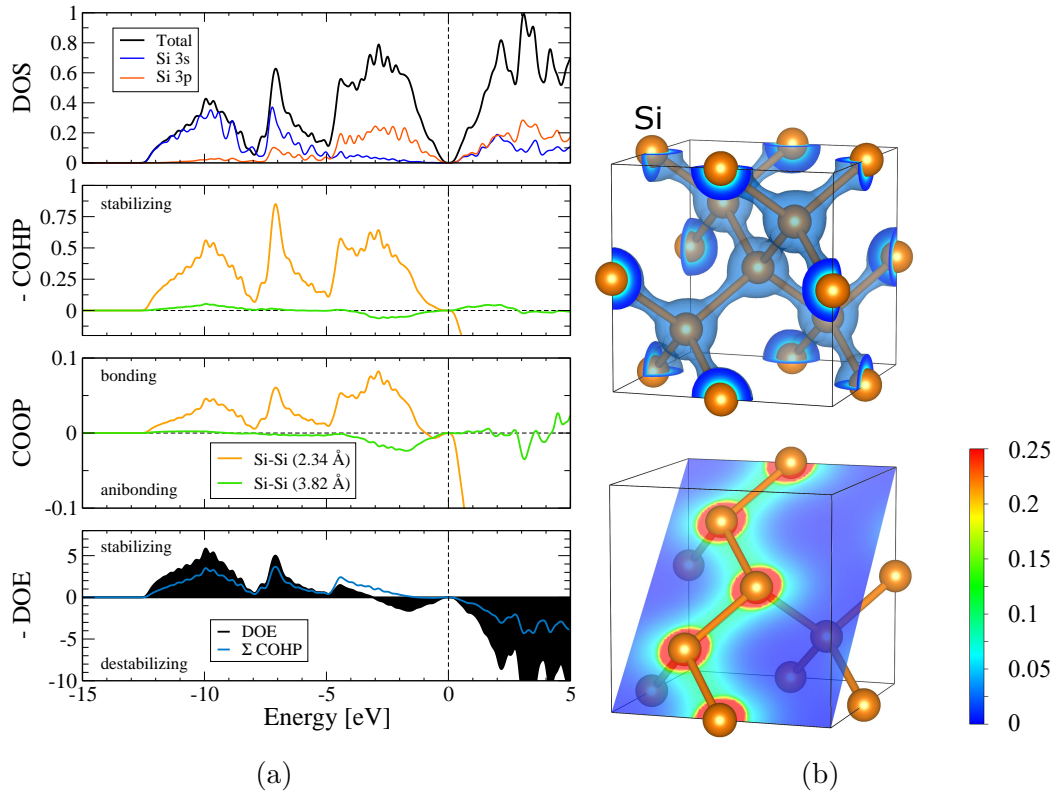 DOS
1
0.8
0.6
0.4
0.2
0
Total
Si 3s
Si 3p
- COHP
1
0.75
0.5
0.25
0
stabilizing
COOP
0.1
0
-0.1
bonding
anibonding
Si-Si (2.34 Å)
Si-Si (3.82 Å)
- DOE
5
0
-5
-10
stabilizing
destabilizing
DOE
Σ COHP
-15 -10 -5 0 5
Energy [eV]
(a)
Si
0.25
0.2
0.15
0.1
0.05
0
(b)